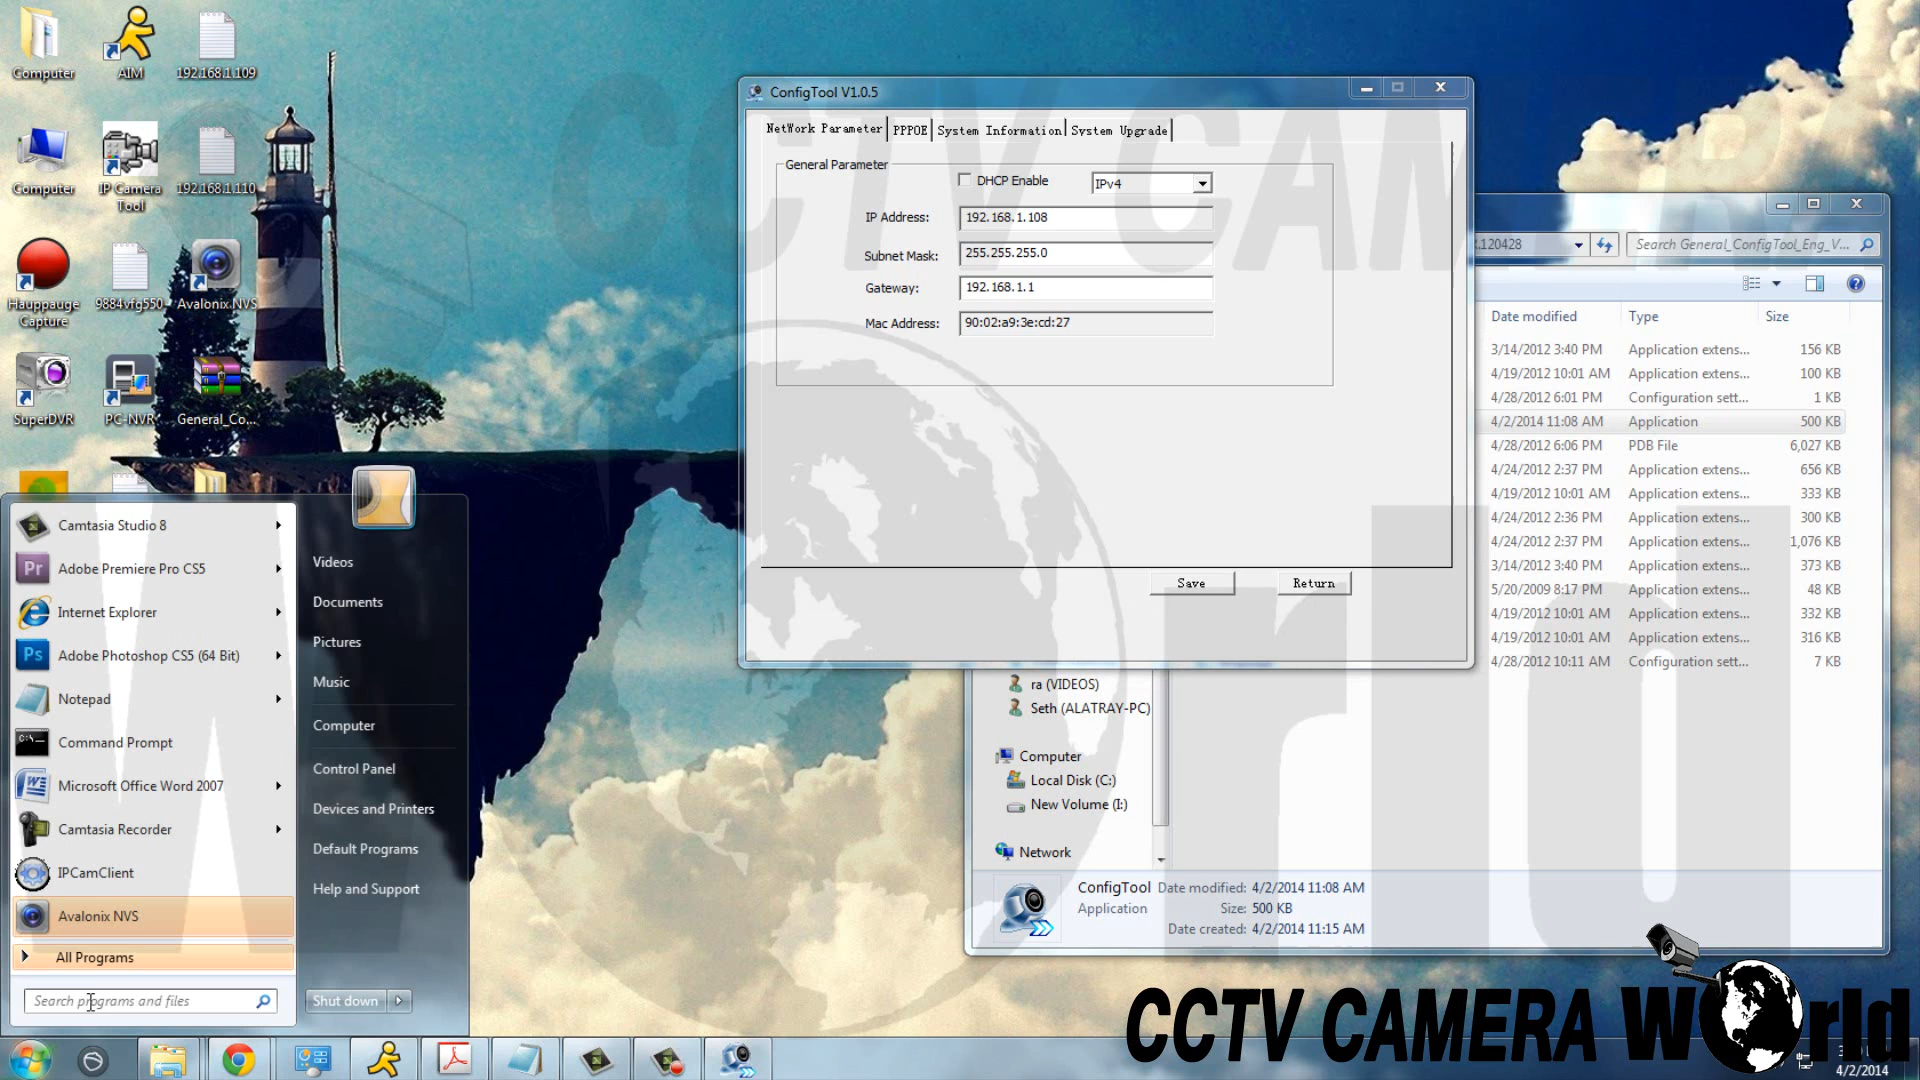 Computer
AIM
192.168.1.109
Computer
IP Camera Tool
192.168.1.110
Hauppauge Capture
9884vfg550
Avalonix NVS
SuperDVR
PC-NVR
General_Co...
ConfigTool V1.0.5
NetWork Parameter
PPPOE
System Information
System Upgrade
General Parameter
DHCP Enable
IPv4
IP Address:
192.168.1.108
Subnet Mask:
255.255.255.0
Gateway:
192.168.1.1
Mac Address:
90:02:a9:3e:cd:27
Save
Return
.120428
Search General_ConfigTool_Eng_V...
Date modified Type Size
3/14/2012 3:40 PM Application extens... 156 KB
4/19/2012 10:01 AM Application extens... 100 KB
4/28/2012 6:01 PM Configuration sett... 1 KB
4/2/2014 11:08 AM Application 500 KB
4/28/2012 6:06 PM PDB File 6,027 KB
4/24/2012 2:37 PM Application extens... 656 KB
4/19/2012 10:01 AM Application extens... 333 KB
4/24/2012 2:36 PM Application extens... 300 KB
4/24/2012 2:37 PM Application extens... 1,076 KB
3/14/2012 3:40 PM Application extens... 373 KB
5/20/2009 8:17 PM Application extens... 48 KB
4/19/2012 10:01 AM Application extens... 332 KB
4/19/2012 10:01 AM Application extens... 316 KB
4/28/2012 10:11 AM Configuration sett... 7 KB
ra (VIDEOS)
Seth (ALATRAY-PC)
Computer
Local Disk (C:)
New Volume (I:)
Network
ConfigTool Date modified: 4/2/2014 11:08 AM
Application Size: 500 KB
Date created: 4/2/2014 11:15 AM
Camtasia Studio 8
Adobe Premiere Pro CS5
Internet Explorer
Adobe Photoshop CS5 (64 Bit)
Notepad
Command Prompt
Microsoft Office Word 2007
Camtasia Recorder
IPCamClient
Avalonix NVS
All Programs
Search programs and files
Videos
Documents
Pictures
Music
Computer
Control Panel
Devices and Printers
Default Programs
Help and Support
Shut down
CCTV CAMERA World
CCTV CAMERA World
4/2/2014